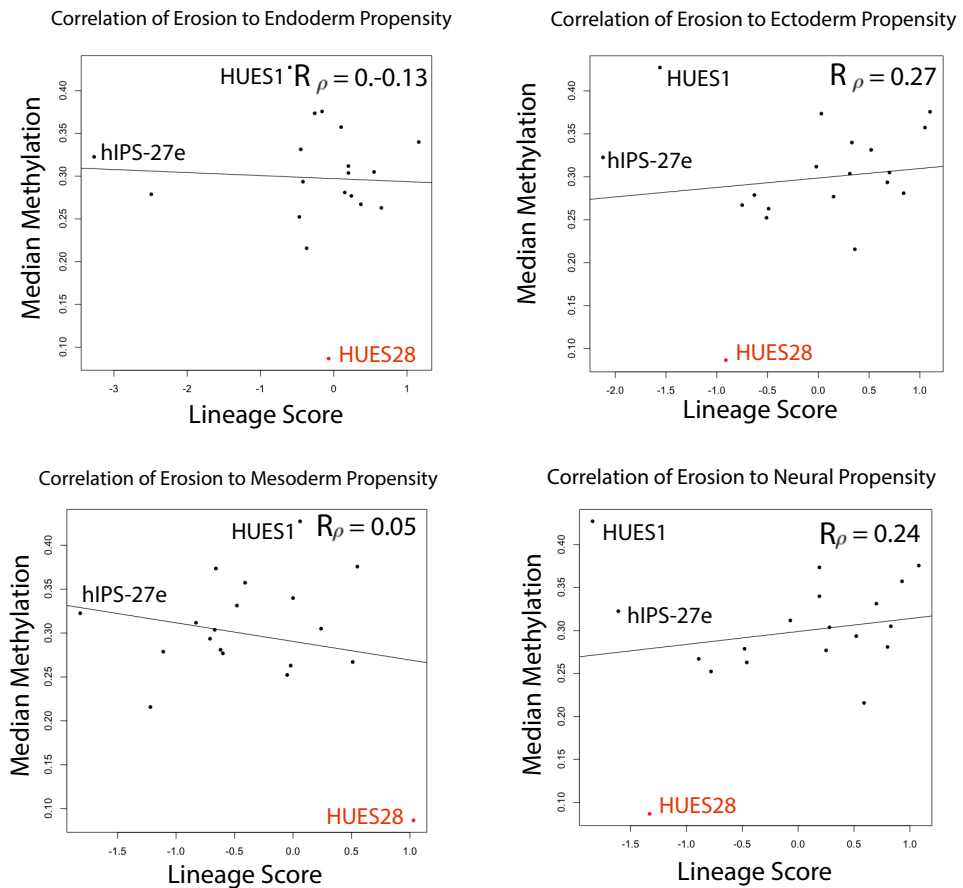 Correlation of Erosion to Endoderm Propensity
HUES1
R ρ = 0.-0.13
hIPS-27e
HUES28
Median Methylation
0.40
0.35
0.30
0.25
0.20
0.15
0.10
-3
-2
-1
0
1
Lineage Score
Correlation of Erosion to Ectoderm Propensity
HUES1
R ρ = 0.27
hIPS-27e
HUES28
Median Methylation
0.40
0.35
0.30
0.25
0.20
0.15
0.10
-2.0
-1.5
-1.0
-0.5
0.0
0.5
1.0
Lineage Score
Correlation of Erosion to Mesoderm Propensity
HUES1
Rρ = 0.05
hIPS-27e
HUES28
Median Methylation
0.40
0.35
0.30
0.25
0.20
0.15
0.10
-1.5
-1.0
-0.5
0.0
0.5
1.0
Lineage Score
Correlation of Erosion to Neural Propensity
HUES1
Rρ = 0.24
hIPS-27e
HUES28
Median Methylation
0.40
0.35
0.30
0.25
0.20
0.15
0.10
-1.5
-1.0
-0.5
0.0
0.5
1.0
Lineage Score